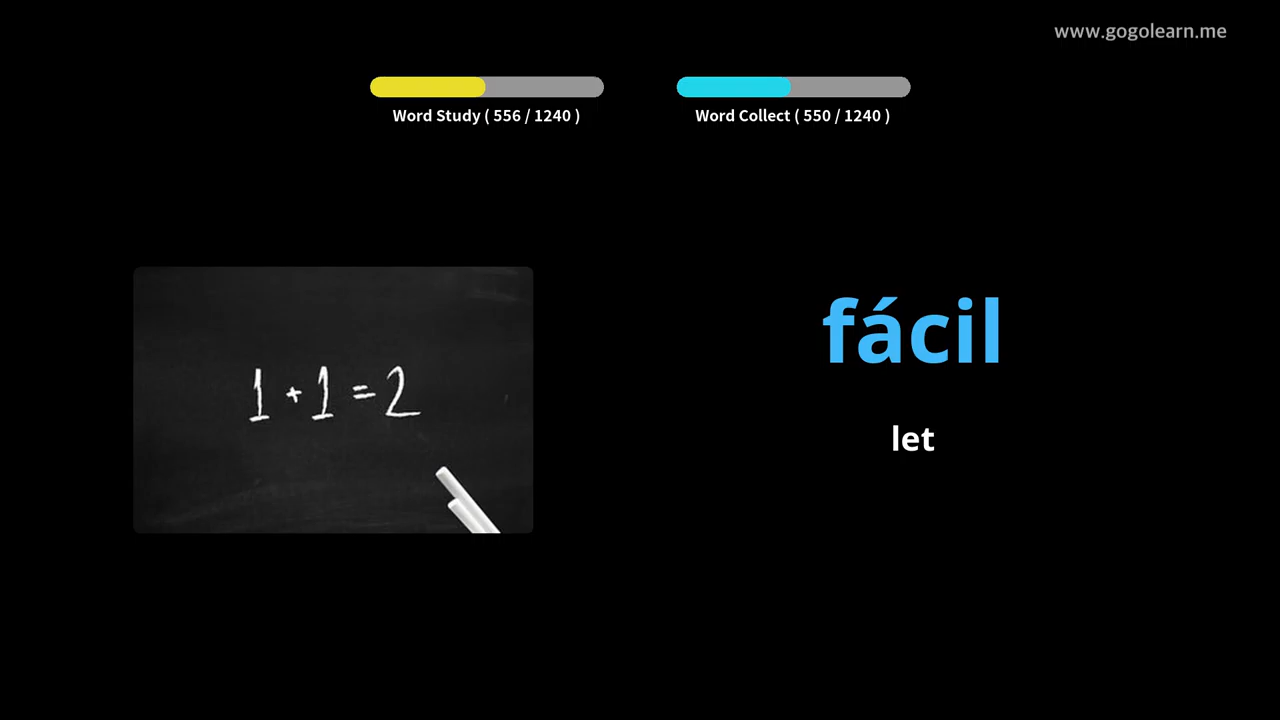 www.gogolearn.me
Word Study ( 556 / 1240 )
Word Collect ( 550 / 1240 )
1 + 1 = 2
fácil
let